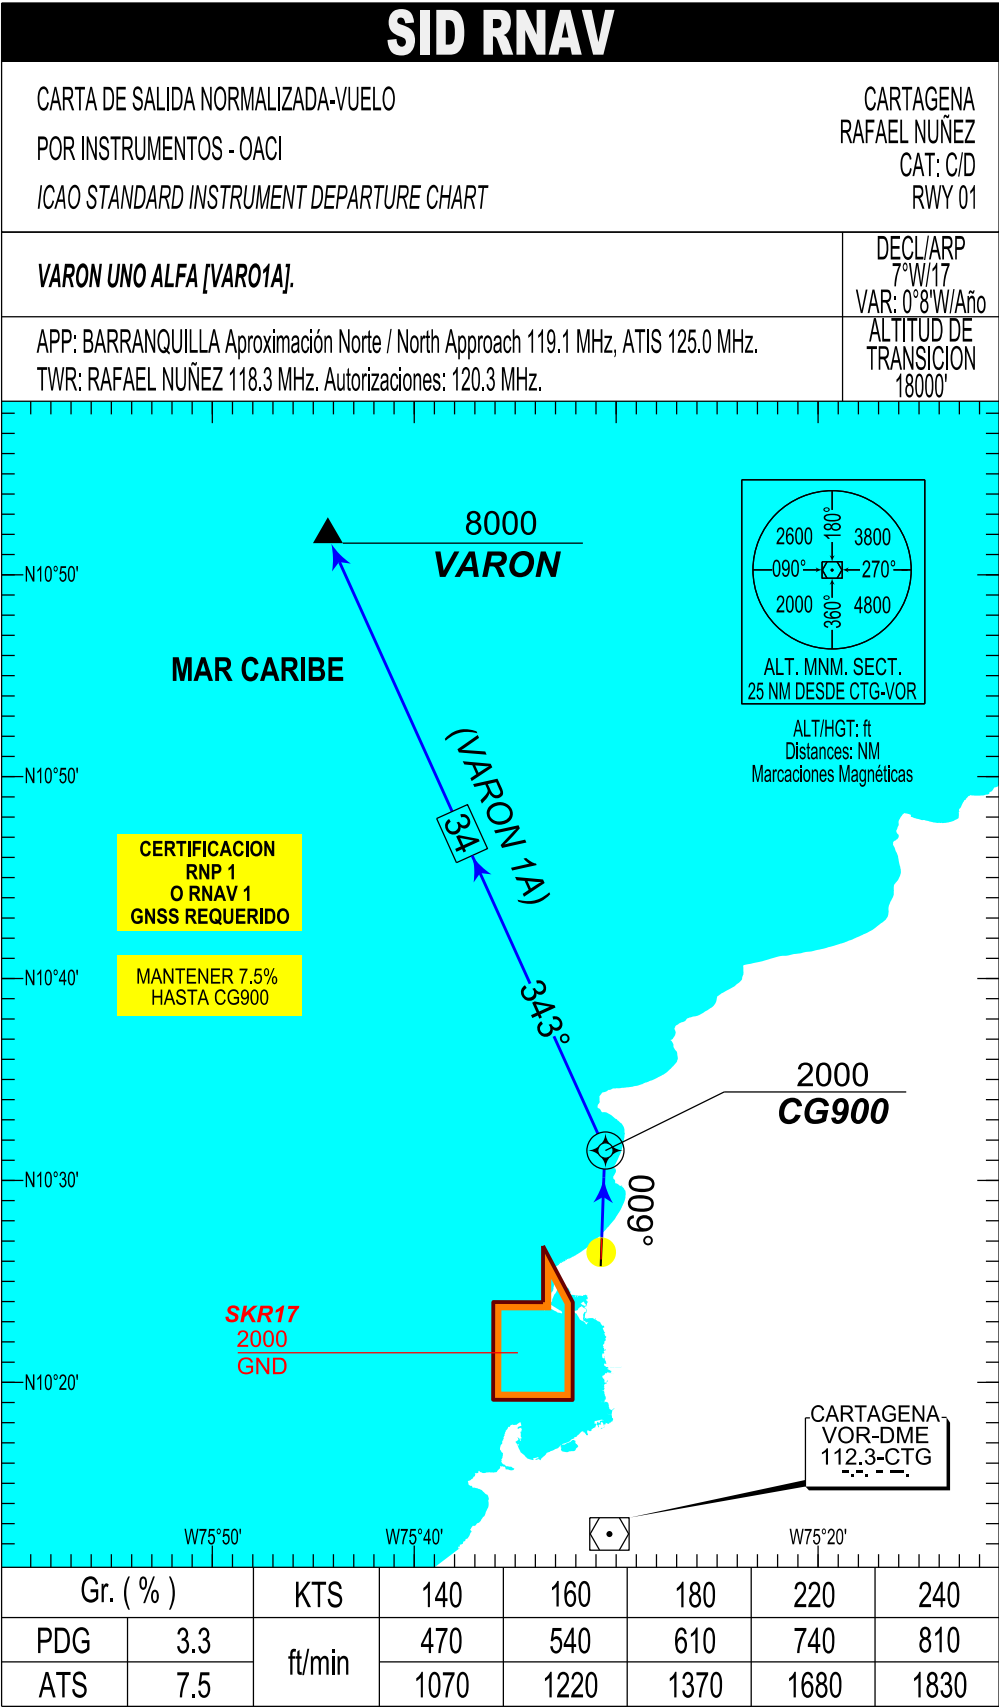 SID RNAV
CARTA DE SALIDA NORMALIZADA-VUELO
POR INSTRUMENTOS - OACI
ICAO STANDARD INSTRUMENT DEPARTURE CHART
CARTAGENA
RAFAEL NUÑEZ
CAT: C/D
RWY 01
VARON UNO ALFA [VARO1A].
DECL/ARP
7°W/17
VAR: 0°8'W/Año
APP: BARRANQUILLA Aproximación Norte / North Approach 119.1 MHz, ATIS 125.0 MHz.
TWR: RAFAEL NUÑEZ 118.3 MHz. Autorizaciones: 120.3 MHz.
ALTITUD DE
TRANSICION
18000'
8000
VARON
2600 180° 3800
090° 270°
2000 360° 4800
ALT. MNM. SECT.
25 NM DESDE CTG-VOR
ALT/HGT: ft
Distances: NM
Marcaciones Magnéticas
N10°50'
MAR CARIBE
(VARON 1A)
N10°50'
34
CERTIFICACION
RNP 1
O RNAV 1
GNSS REQUERIDO
MANTENER 7.5%
HASTA CG900
N10°40'
343°
2000
CG900
N10°30'
009°
SKR17
2000
GND
N10°20'
CARTAGENA
VOR-DME
112.3-CTG
-.-. - --.
W75°50' W75°40' W75°20'
Gr. ( % ) KTS 140 160 180 220 240
PDG 3.3 ft/min 470 540 610 740 810
ATS 7.5 1070 1220 1370 1680 1830